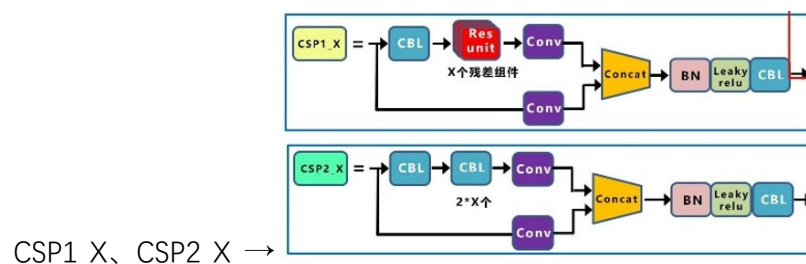 CSP1_X = CBL Res unit Conv
X个残差组件
Concat BN Leaky relu CBL
Conv
CSP2_X = CBL CBL Conv
2*X个
Concat BN Leaky relu CBL
Conv
CSP1 X、CSP2 X →